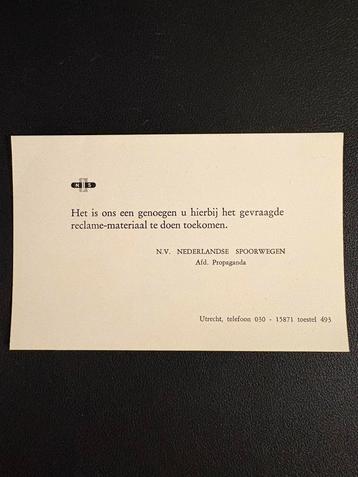 N S
Het is ons een genoegen u hierbij het gevraagde
reclame-materiaal te doen toekomen.
N.V. NEDERLANDSE SPOORWEGEN
Afd. Propaganda
Utrecht, telefoon 030 - 15871 toestel 493